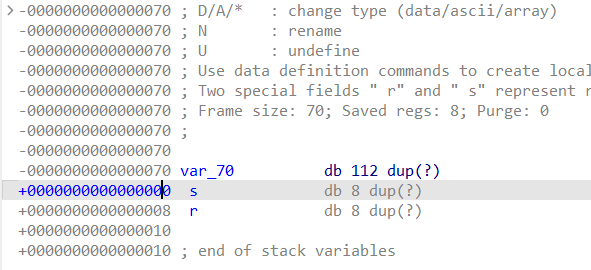 -0000000000000070 ; D/A/*   : change type (data/ascii/array)
-0000000000000070 ; N       : rename
-0000000000000070 ; U       : undefine
-0000000000000070 ; Use data definition commands to create local
-0000000000000070 ; Two special fields " r" and " s" represent r
-0000000000000070 ; Frame size: 70; Saved regs: 8; Purge: 0
-0000000000000070 ;
-0000000000000070
-0000000000000070 var_70          db 112 dup(?)
+0000000000000000  s              db 8 dup(?)
+0000000000000008  r              db 8 dup(?)
+0000000000000010
+0000000000000010 ; end of stack variables